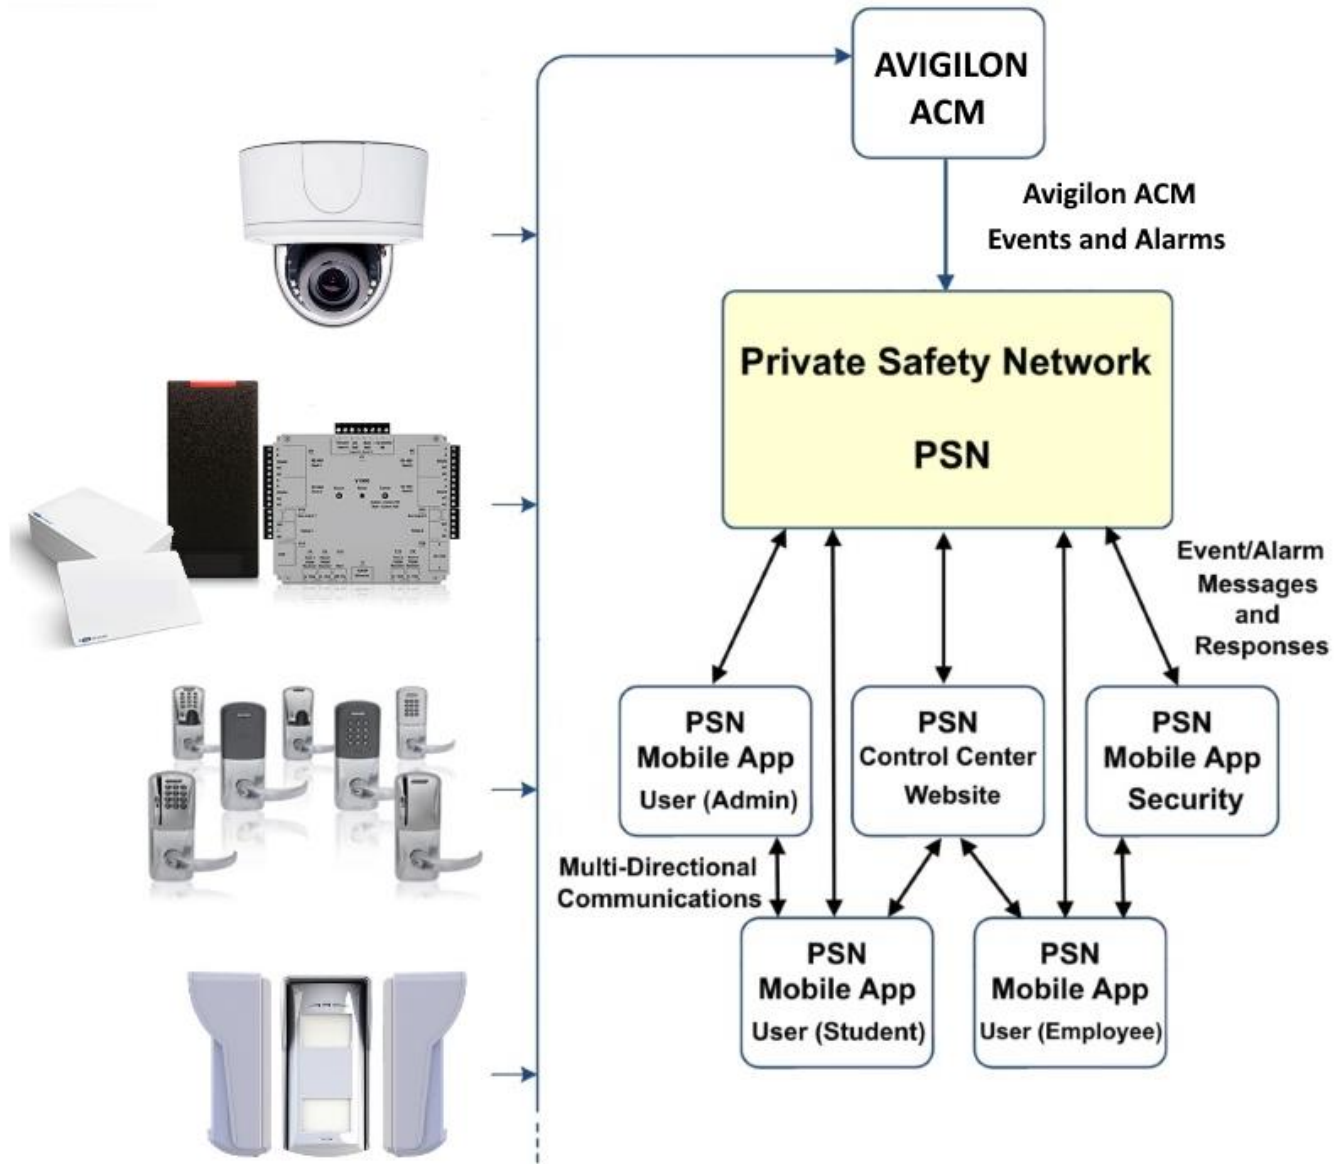 AVIGILON
ACM
Avigilon ACM
Events and Alarms
Private Safety Network
PSN
Event/Alarm
Messages
and
Responses
PSN
Mobile App
User (Admin)
PSN
Control Center
Website
PSN
Mobile App
Security
Multi-Directional
Communications
PSN
Mobile App
User (Student)
PSN
Mobile App
User (Employee)